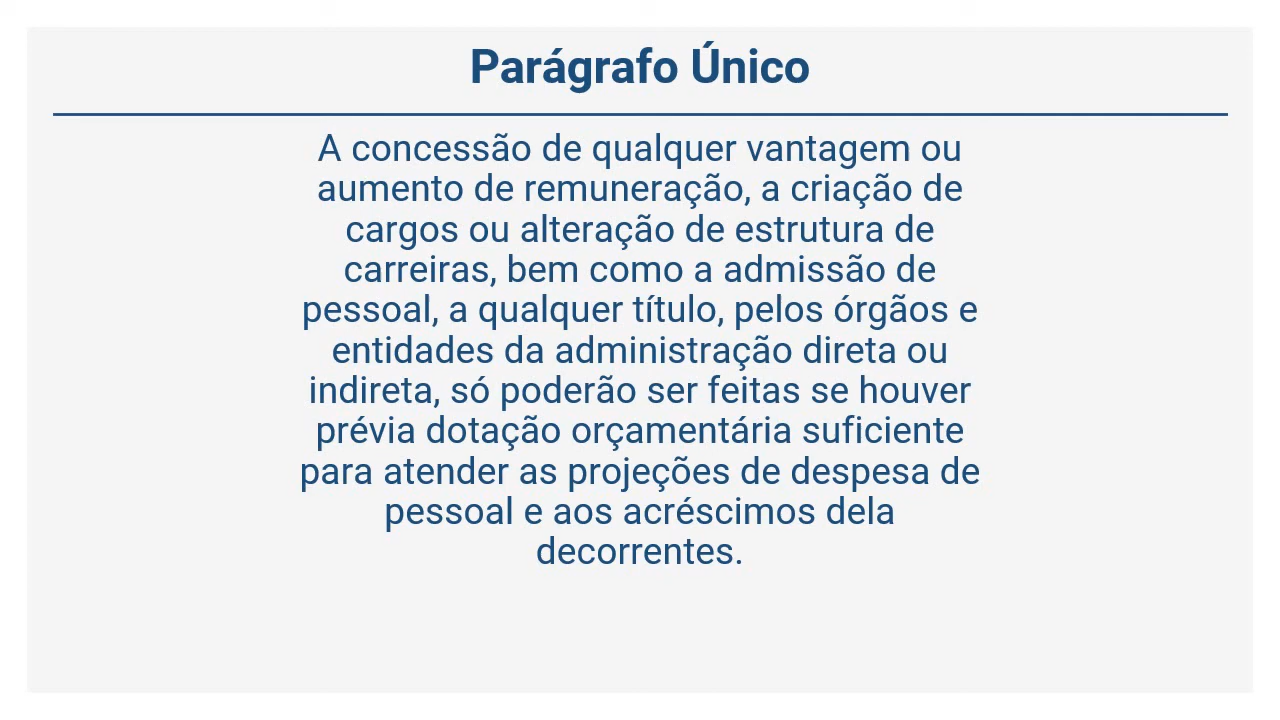 Parágrafo Único
A concessão de qualquer vantagem ou
aumento de remuneração, a criação de
cargos ou alteração de estrutura de
carreiras, bem como a admissão de
pessoal, a qualquer título, pelos órgãos e
entidades da administração direta ou
indireta, só poderão ser feitas se houver
prévia dotação orçamentária suficiente
para atender as projeções de despesa de
pessoal e aos acréscimos dela
decorrentes.